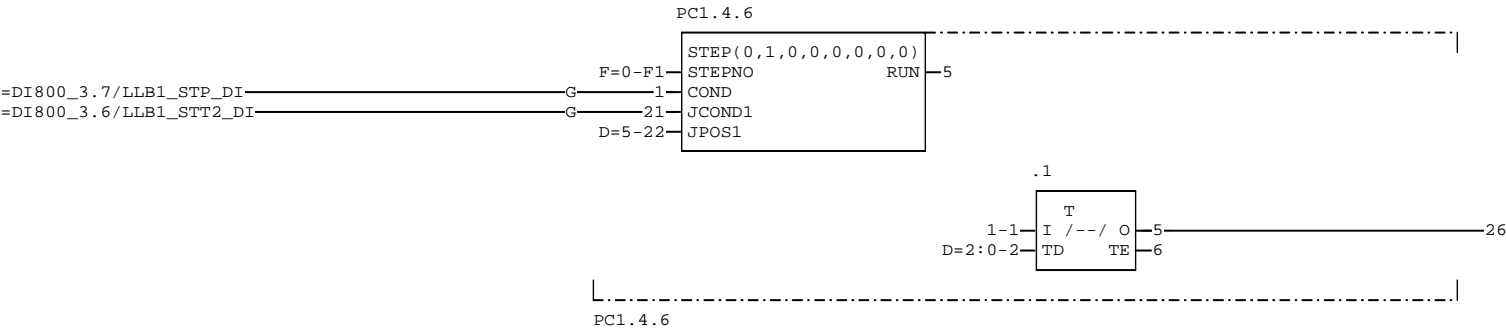 PC1.4.6
STEP(0,1,0,0,0,0,0,0)
F=0-F1 STEPNO RUN 5
=DI800_3.7/LLB1_STP_DI G 1 COND
=DI800_3.6/LLB1_STT2_DI G 21 JCOND1
D=5-22 JPOS1
.1
T
1-1 I /--/ O 5 26
D=2:0-2 TD TE 6
PC1.4.6